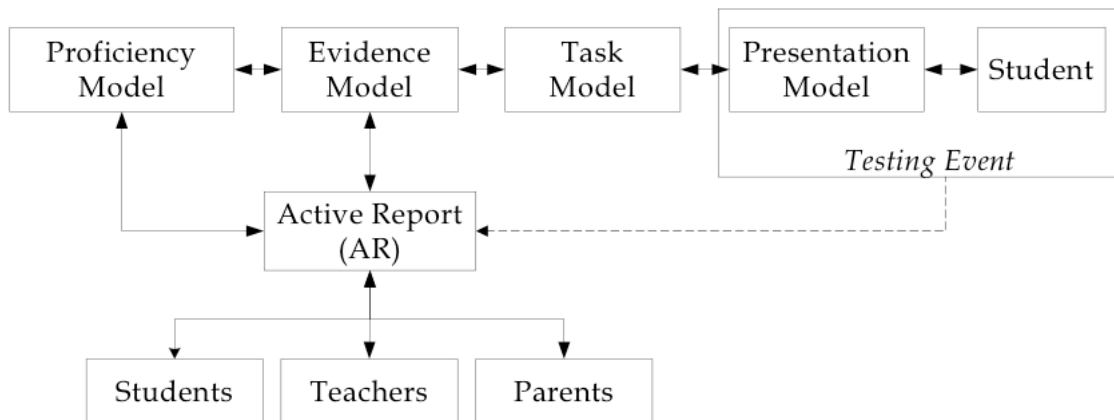 Proficiency
Model
Evidence
Model
Task
Model
Presentation
Model
Student
Testing Event
Active Report
(AR)
Students
Teachers
Parents